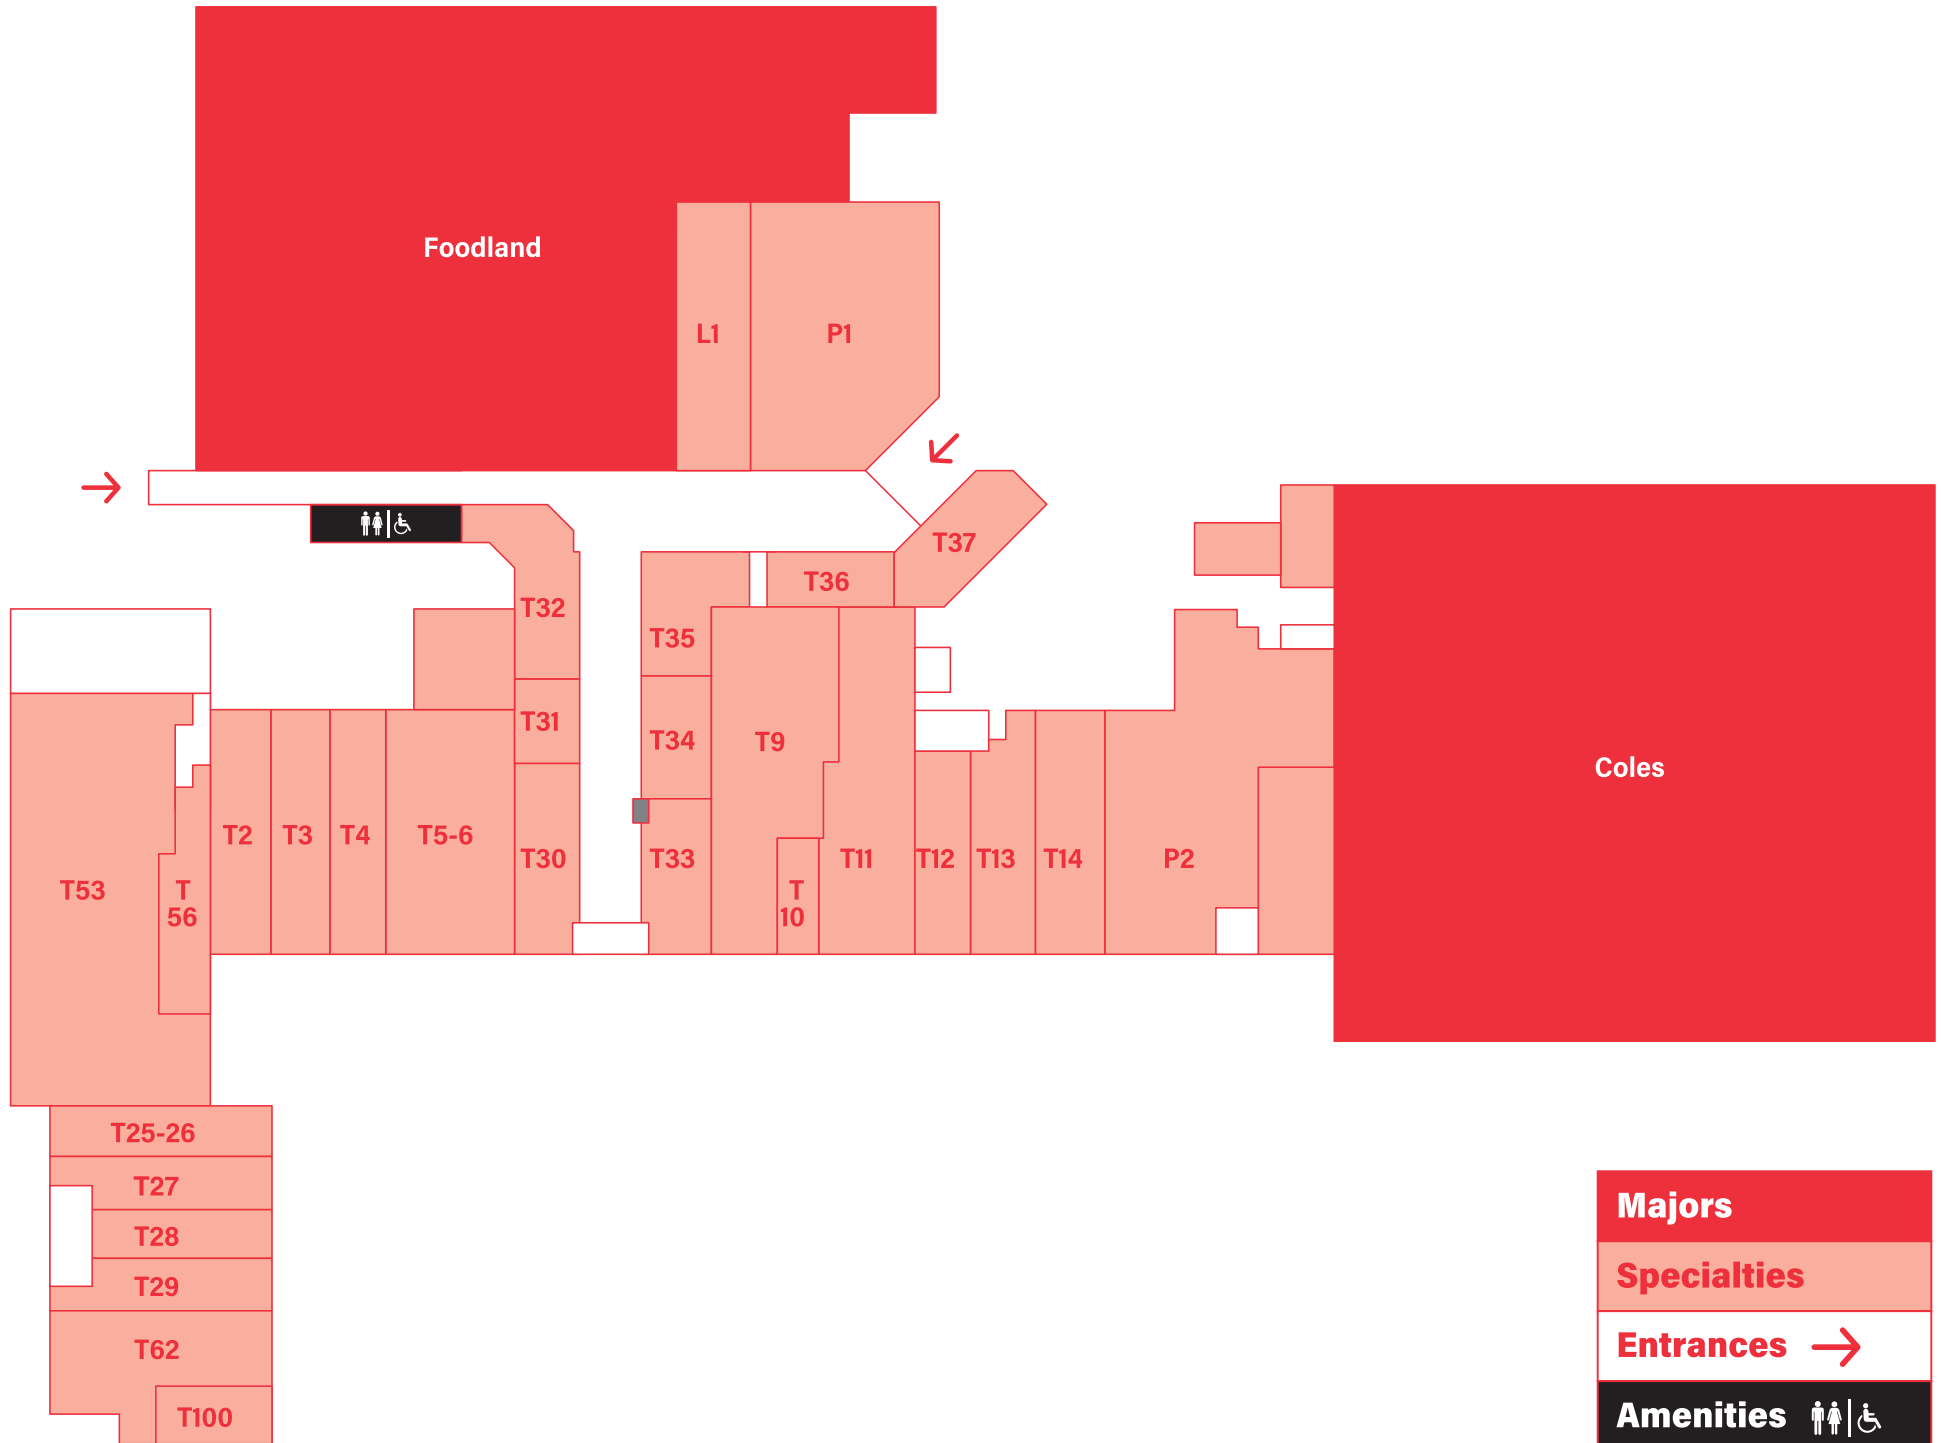 Foodland
L1
P1
T37
T36
T32
T35
T31
T34
T9
Coles
T2
T3
T4
T5-6
T30
T33
T11
T12
T13
T14
P2
T53
T
56
T
10
T25-26
T27
T28
T29
T62
T100
Majors
Specialties
Entrances
Amenities